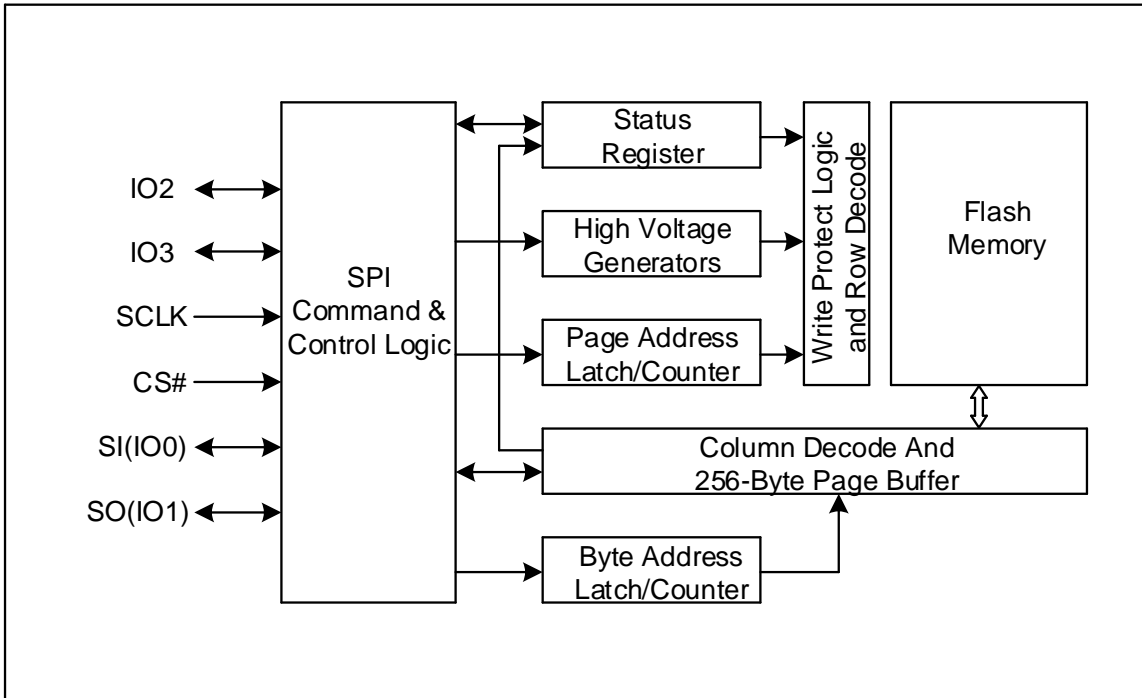 IO2
IO3
SCLK
CS#
SI(IO0)
SO(IO1)
SPI
Command &
Control Logic
Status
Register
High Voltage
Generators
Page Address
Latch/Counter
Write Protect Logic
and Row Decode
Flash
Memory
Column Decode And
256-Byte Page Buffer
Byte Address
Latch/Counter